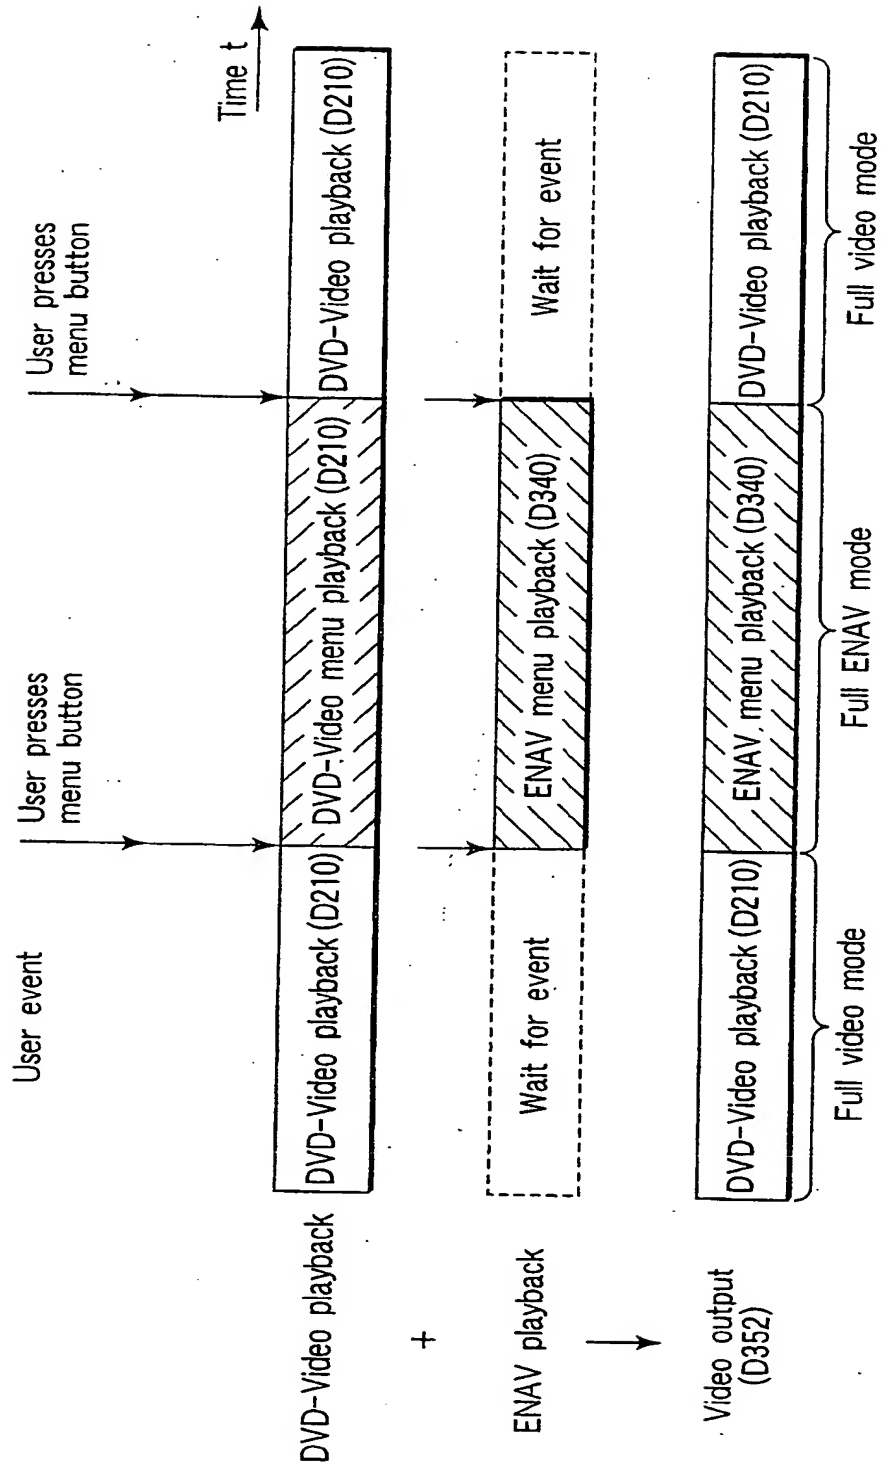 User event
User presses
menu button
User presses
menu button
Time t
DVD-Video playback
DVD-Video playback (D210)
DVD-Video menu playback (D210)
DVD-Video playback (D210)
+
ENAV playback
Wait for event
ENAV menu playback (D340)
Wait for event
Video output
(D352)
DVD-Video playback (D210)
ENAV menu playback (D340)
DVD-Video playback (D210)
Full video mode
Full ENAV mode
Full video mode